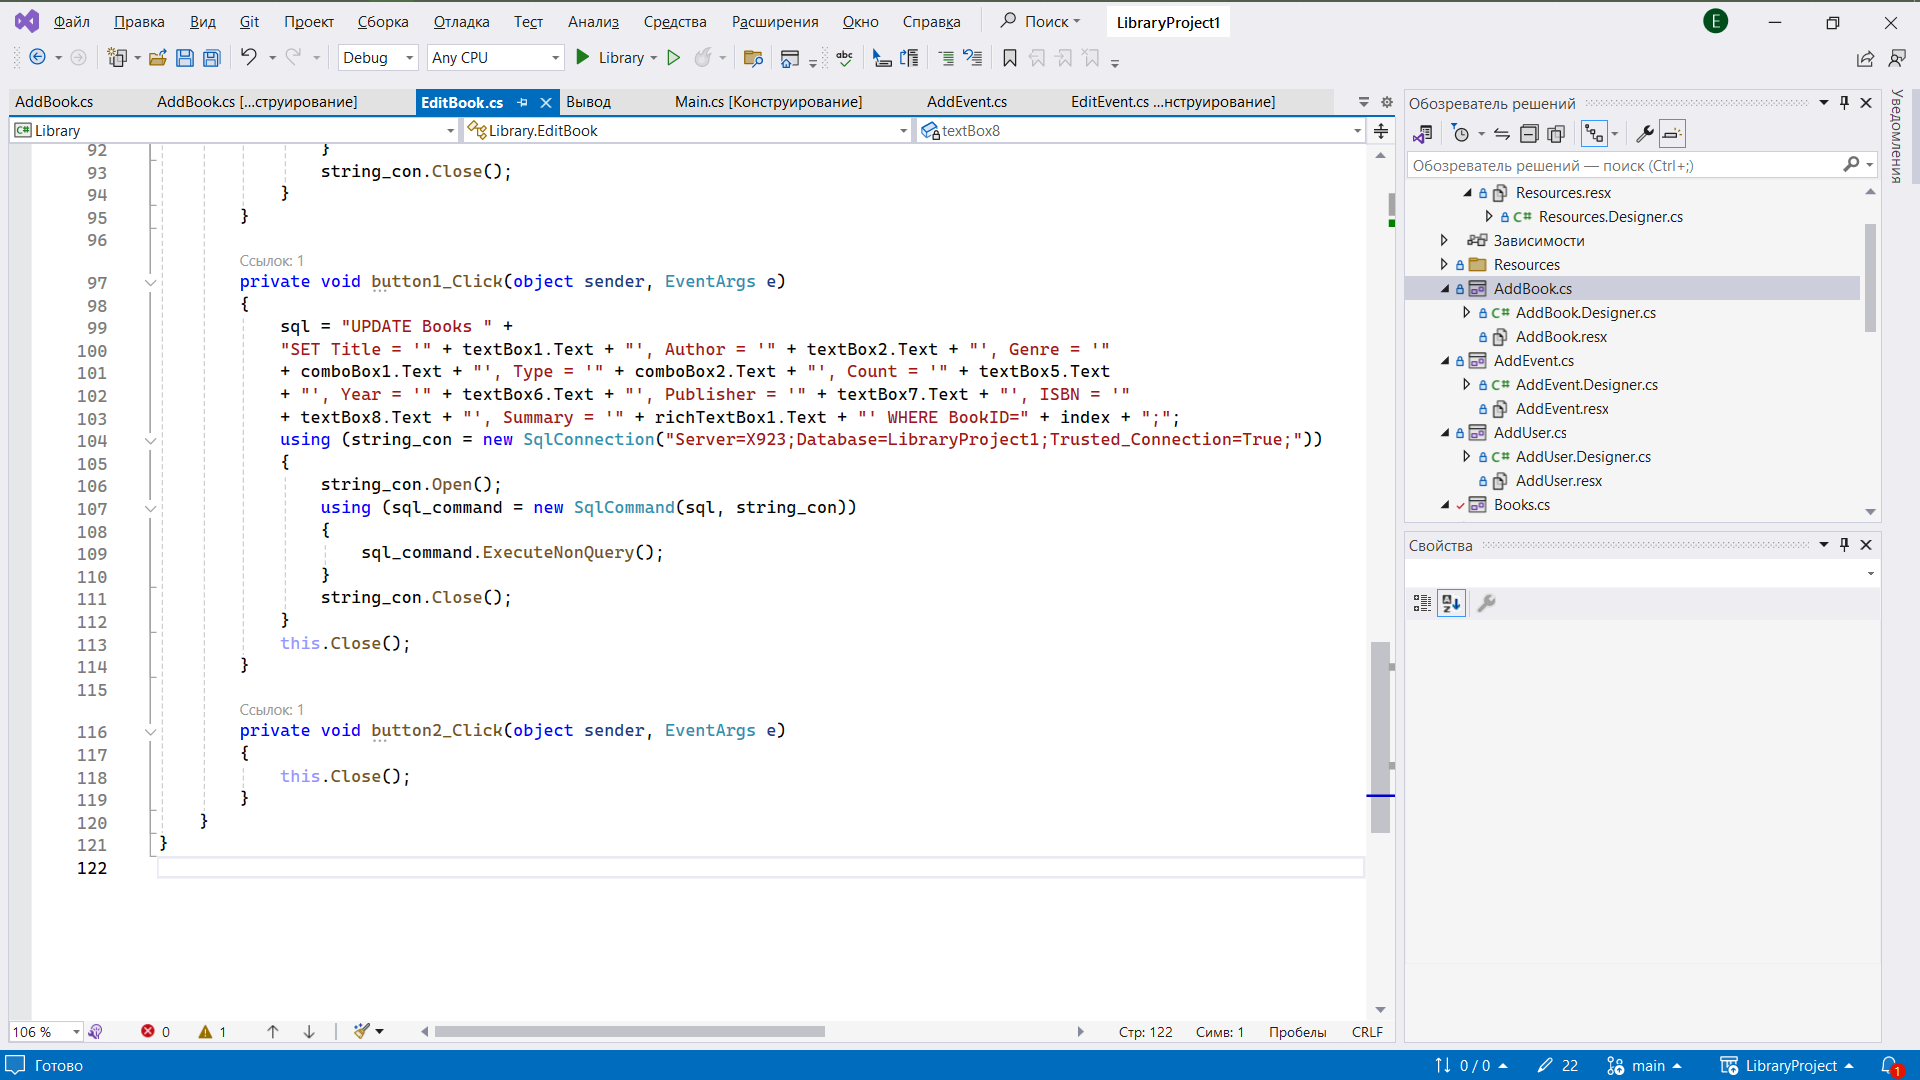 Файл Правка Вид Git Проект Сборка Отладка Тест Анализ Средства Расширения Окно Справка Поиск LibraryProject1 E
Debug Any CPU Library abc
AddBook.cs AddBook.cs [...струирование] EditBook.cs Вывод Main.cs [Конструирование] AddEvent.cs EditEvent.cs ...нструирование]
C# Library Library.EditBook textBox8
92 }
93 string_con.Close();
94 }
95 }
96
Ссылок: 1
97 private void button1_Click(object sender, EventArgs e)
98 {
99 sql = "UPDATE Books " +
100 "SET Title = '" + textBox1.Text + "', Author = '" + textBox2.Text + "', Genre = '"
101 + comboBox1.Text + "', Type = '" + comboBox2.Text + "', Count = '" + textBox5.Text
102 + "', Year = '" + textBox6.Text + "', Publisher = '" + textBox7.Text + "', ISBN = '"
103 + textBox8.Text + "', Summary = '" + richTextBox1.Text + "' WHERE BookID=" + index + ";";
104 using (string_con = new SqlConnection("Server=X923;Database=LibraryProject1;Trusted_Connection=True;"))
105 {
106 string_con.Open();
107 using (sql_command = new SqlCommand(sql, string_con))
108 {
109 sql_command.ExecuteNonQuery();
110 }
111 string_con.Close();
112 }
113 this.Close();
114 }
115
Ссылок: 1
116 private void button2_Click(object sender, EventArgs e)
117 {
118 this.Close();
119 }
120 }
121 }
122
106 % 0 1 Стр: 122 Симв: 1 Пробелы CRLF
Обозреватель решений
Обозреватель решений — поиск (Ctrl+;)
Resources.resx
C# Resources.Designer.cs
Зависимости
Resources
AddBook.cs
C# AddBook.Designer.cs
AddBook.resx
AddEvent.cs
C# AddEvent.Designer.cs
AddEvent.resx
AddUser.cs
C# AddUser.Designer.cs
AddUser.resx
Books.cs
Свойства
Уведомления
Готово 0 / 0 22 main LibraryProject 1